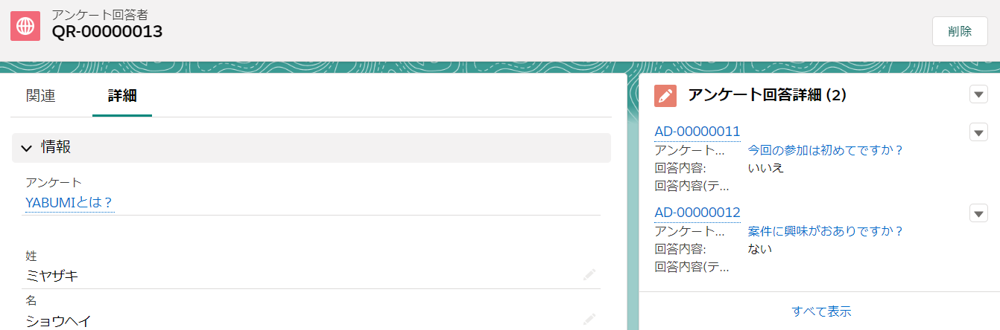 アンケート回答者
QR-00000013
削除
関連
詳細
情報
アンケート
YABUMIとは？
姓
ミヤザキ
名
ショウヘイ
アンケート回答詳細 (2)
AD-00000011
アンケート... 今回の参加は初めてですか？
回答内容: いいえ
回答内容(テ...
AD-00000012
アンケート... 案件に興味がおありですか？
回答内容: ない
回答内容(テ...
すべて表示